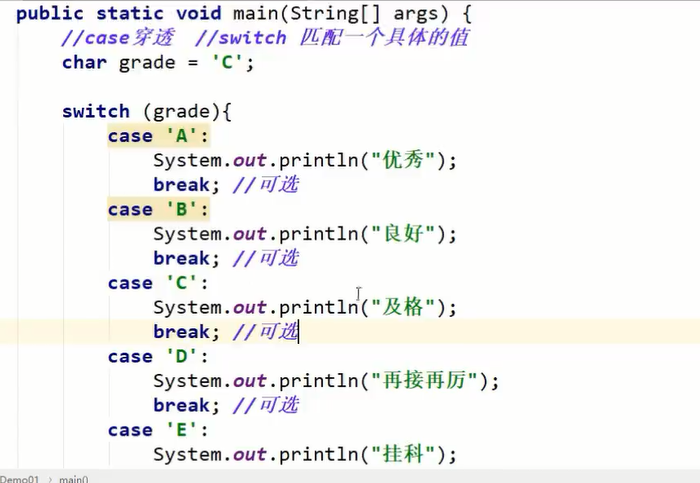 public static void main(String[] args) {
//case穿透 //switch 匹配一个具体的值
char grade = 'C';
switch (grade){
case 'A':
System.out.println("优秀");
break; //可选
case 'B':
System.out.println("良好");
break; //可选
case 'C':
System.out.println("及格");
break; //可选
case 'D':
System.out.println("再接再厉");
break; //可选
case 'E':
System.out.println("挂科");
Demo01 › main()